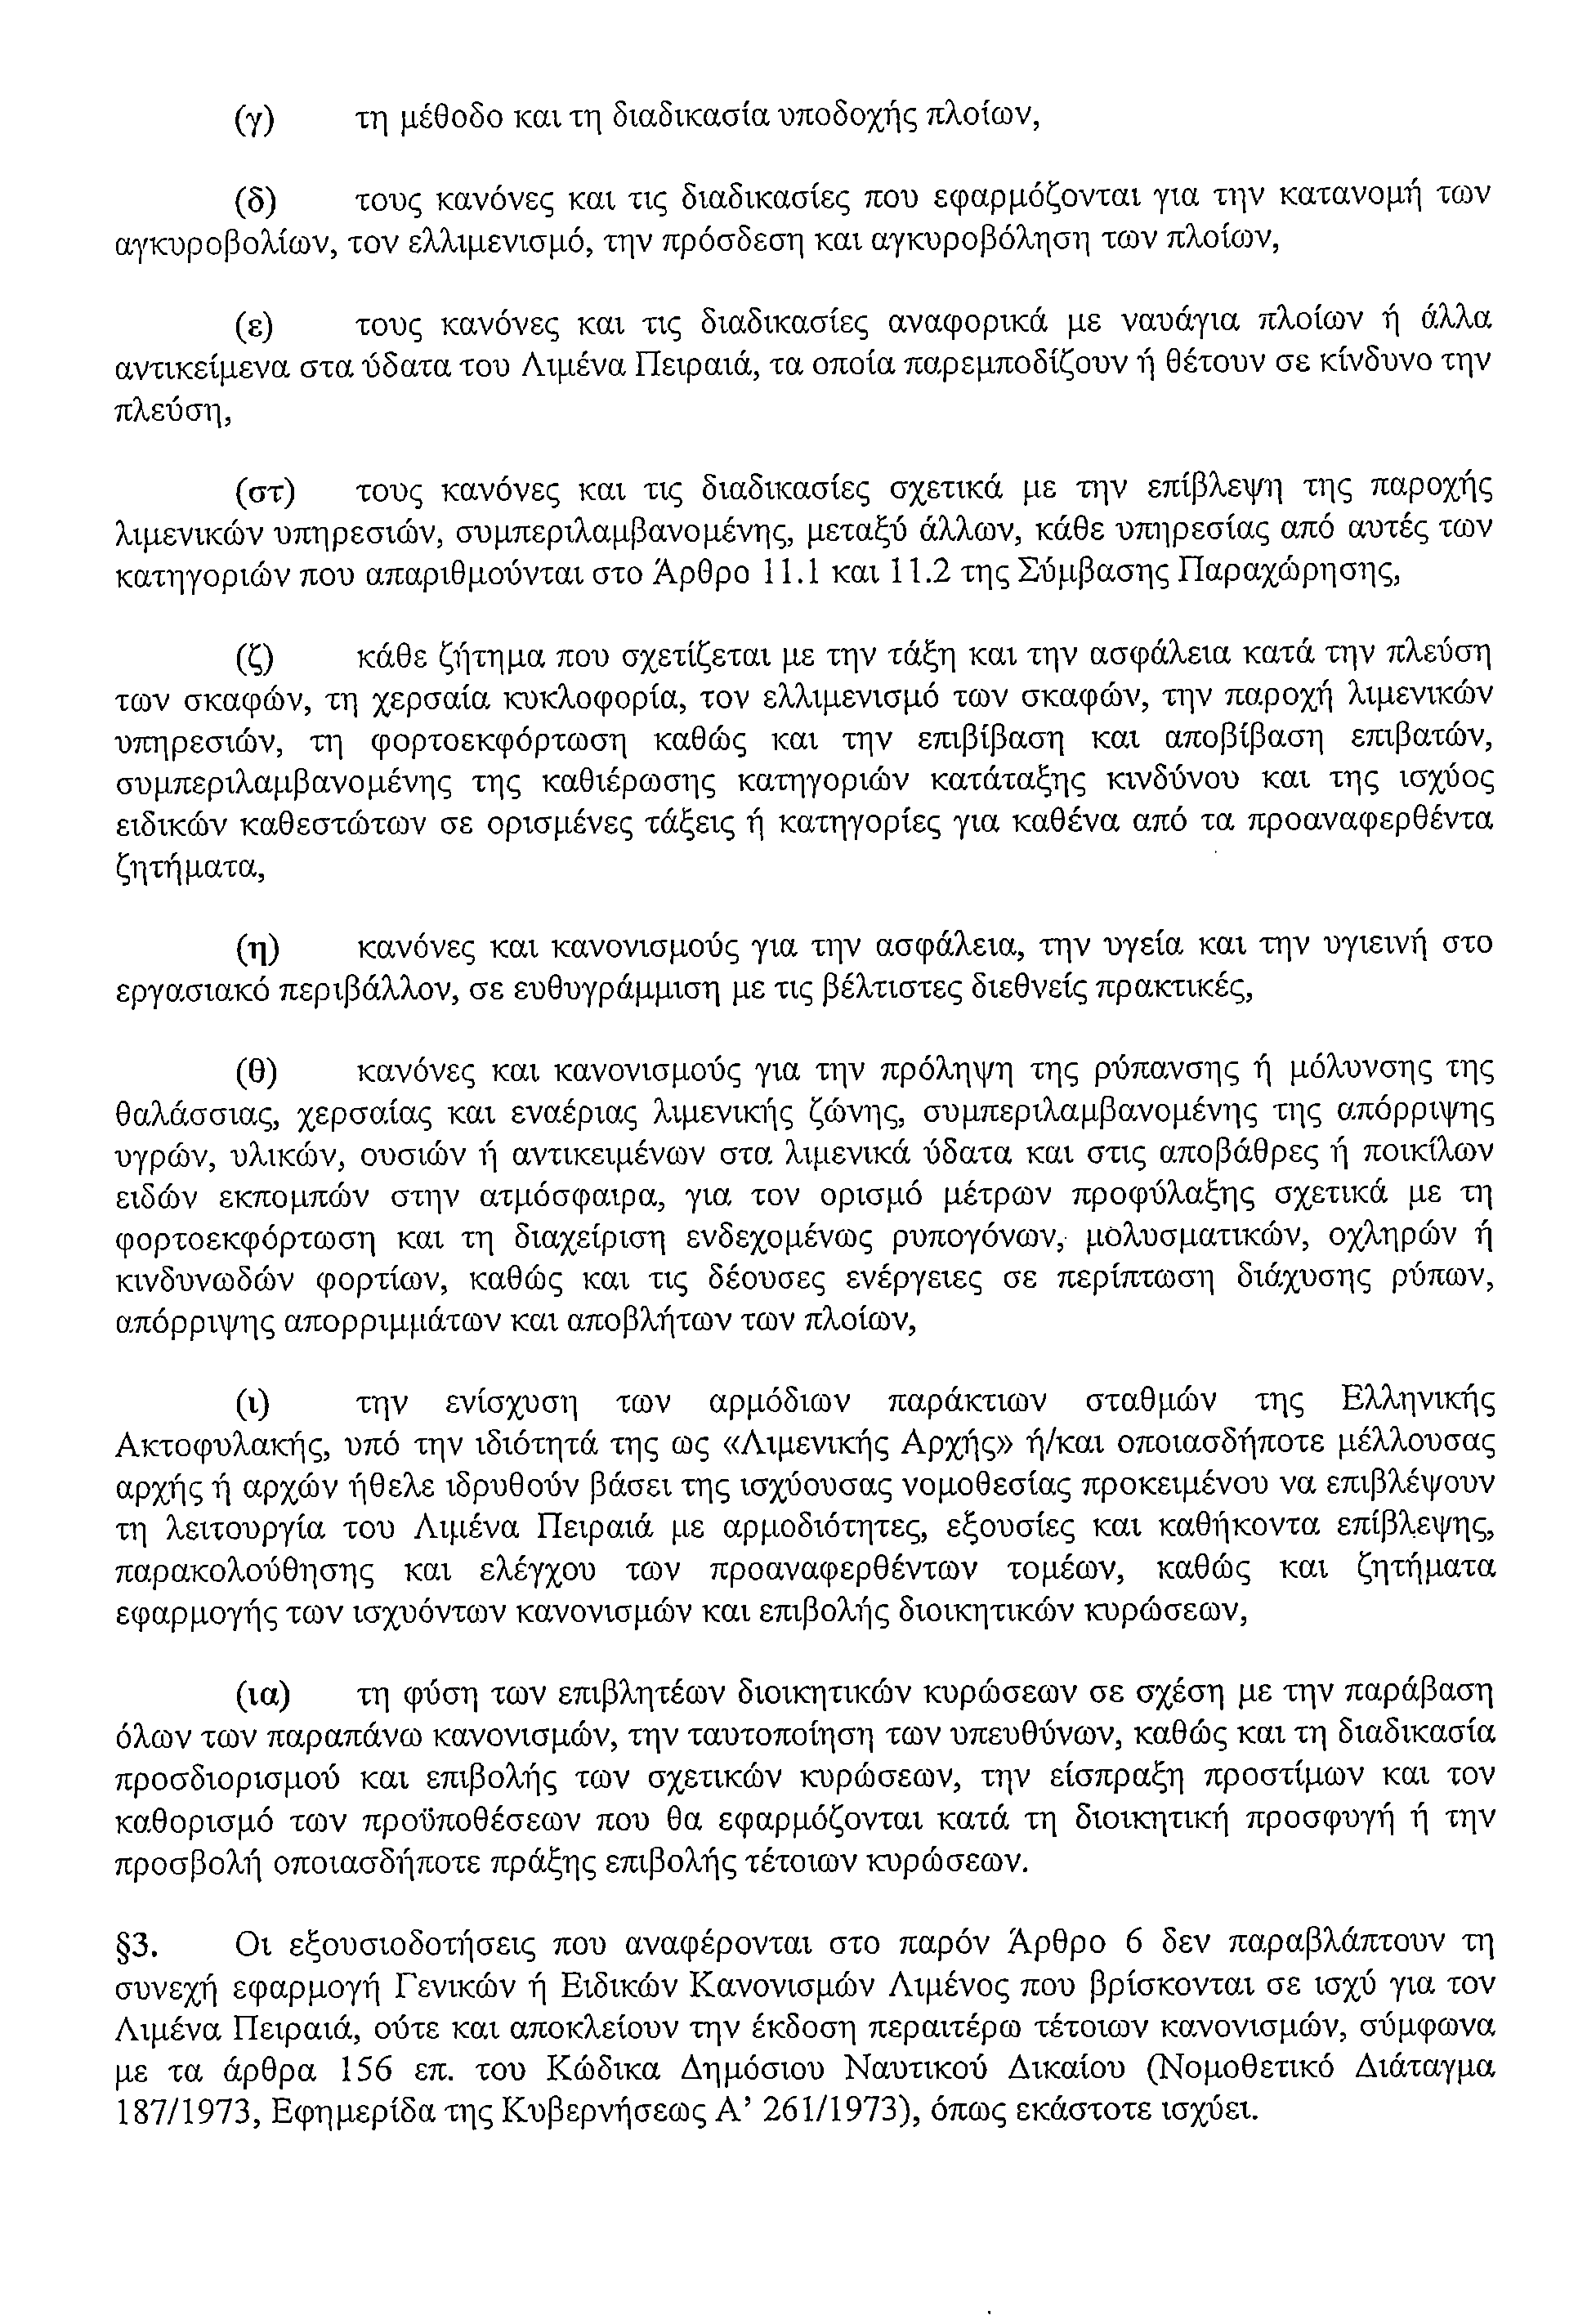 (γ) τη μέθοδο και τη διαδικασία υποδοχής πλοίων,
(δ) τους κανόνες και τις διαδικασίες που εφαρμόζονται για την κατανομή των
αγκυροβολίων, τον ελλιμενισμό, την πρόσδεση και αγκυροβόληση των πλοίων,
(ε) τους κανόνες και τις διαδικασίες αναφορικά με ναυάγια πλοίων ή άλλα
αντικείμενα στα ύδατα του Λιμένα Πειραιά, τα οποία παρεμποδίζουν ή θέτουν σε κίνδυνο την
πλεύση,
(στ) τους κανόνες και τις διαδικασίες σχετικά με την επίβλεψη της παροχής
λιμενικών υπηρεσιών, συμπεριλαμβανομένης, μεταξύ άλλων, κάθε υπηρεσίας από αυτές των
κατηγοριών που απαριθμούνται στο Άρθρο 11.1 και 11.2 της Σύμβασης Παραχώρησης,
(ζ) κάθε ζήτημα που σχετίζεται με την τάξη και την ασφάλεια κατά την πλεύση
των σκαφών, τη χερσαία κυκλοφορία, τον ελλιμενισμό των σκαφών, την παροχή λιμενικών
υπηρεσιών, τη φορτοεκφόρτωση καθώς και την επιβίβαση και αποβίβαση επιβατών,
συμπεριλαμβανομένης της καθιέρωσης κατηγοριών κατάταξης κινδύνου και της ισχύος
ειδικών καθεστώτων σε ορισμένες τάξεις ή κατηγορίες για καθένα από τα προαναφερθέντα
ζητήματα,
(η) κανόνες και κανονισμούς για την ασφάλεια, την υγεία και την υγιεινή στο
εργασιακό περιβάλλον, σε ευθυγράμμιση με τις βέλτιστες διεθνείς πρακτικές,
(θ) κανόνες και κανονισμούς για την πρόληψη της ρύπανσης ή μόλυνσης της
θαλάσσιας, χερσαίας και εναέριας λιμενικής ζώνης, συμπεριλαμβανομένης της απόρριψης
υγρών, υλικών, ουσιών ή αντικειμένων στα λιμενικά ύδατα και στις αποβάθρες ή ποικίλων
ειδών εκπομπών στην ατμόσφαιρα, για τον ορισμό μέτρων προφύλαξης σχετικά με τη
φορτοεκφόρτωση και τη διαχείριση ενδεχομένως ρυπογόνων, μολυσματικών, οχληρών ή
κινδυνωδών φορτίων, καθώς και τις δέουσες ενέργειες σε περίπτωση διάχυσης ρύπων,
απόρριψης απορριμμάτων και αποβλήτων των πλοίων,
(ι) την ενίσχυση των αρμόδιων παράκτιων σταθμών της Ελληνικής
Ακτοφυλακής, υπό την ιδιότητά της ως «Λιμενικής Αρχής» ή/και οποιασδήποτε μέλλουσας
αρχής ή αρχών ήθελε ιδρυθούν βάσει της ισχύουσας νομοθεσίας προκειμένου να επιβλέψουν
τη λειτουργία του Λιμένα Πειραιά με αρμοδιότητες, εξουσίες και καθήκοντα επίβλεψης,
παρακολούθησης και ελέγχου των προαναφερθέντων τομέων, καθώς και ζητήματα
εφαρμογής των ισχυόντων κανονισμών και επιβολής διοικητικών κυρώσεων,
(ια) τη φύση των επιβλητέων διοικητικών κυρώσεων σε σχέση με την παράβαση
όλων των παραπάνω κανονισμών, την ταυτοποίηση των υπευθύνων, καθώς και τη διαδικασία
προσδιορισμού και επιβολής των σχετικών κυρώσεων, την είσπραξη προστίμων και τον
καθορισμό των προϋποθέσεων που θα εφαρμόζονται κατά τη διοικητική προσφυγή ή την
προσβολή οποιασδήποτε πράξης επιβολής τέτοιων κυρώσεων.
§3. Οι εξουσιοδοτήσεις που αναφέρονται στο παρόν Άρθρο 6 δεν παραβλάπτουν τη
συνεχή εφαρμογή Γενικών ή Ειδικών Κανονισμών Λιμένος που βρίσκονται σε ισχύ για τον
Λιμένα Πειραιά, ούτε και αποκλείουν την έκδοση περαιτέρω τέτοιων κανονισμών, σύμφωνα
με τα άρθρα 156 επ. του Κώδικα Δημόσιου Ναυτικού Δικαίου (Νομοθετικό Διάταγμα
187/1973, Εφημερίδα της Κυβερνήσεως Α’ 261/1973), όπως εκάστοτε ισχύει.